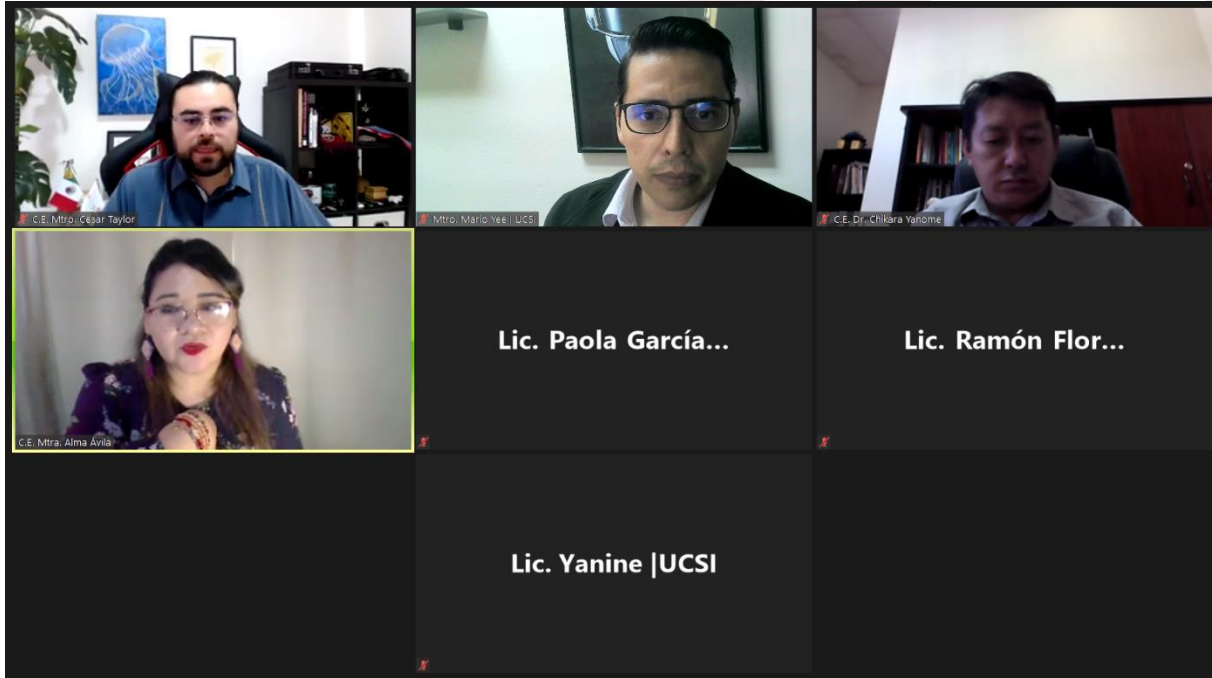 C.E. Mtro. Cesar Taylor
Mtro. Mario Yee | UCSI
C.E. Dr. Chikara Yanome
C.E. Mtra. Alma Ávila
Lic. Paola García...
Lic. Ramón Flor...
Lic. Yanine |UCSI